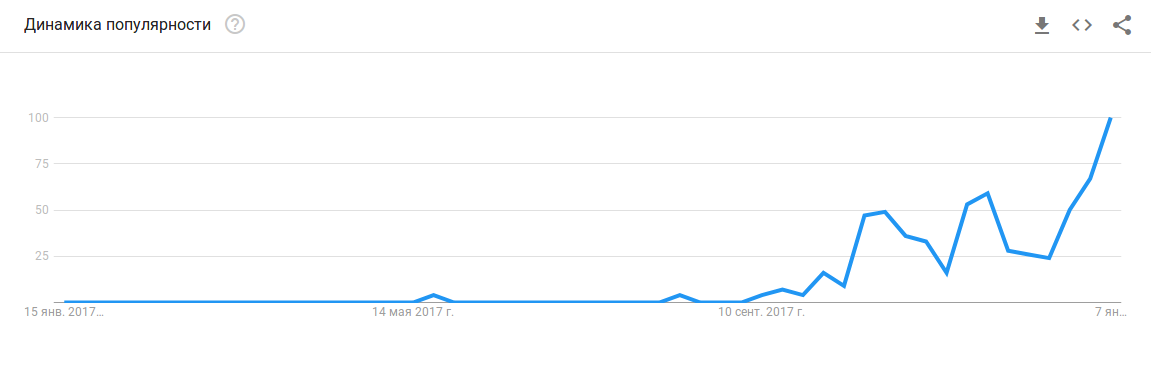 Динамика популярности ?
100
75
50
25
15 янв. 2017…
14 мая 2017 г.
10 сент. 2017 г.
7 ян…